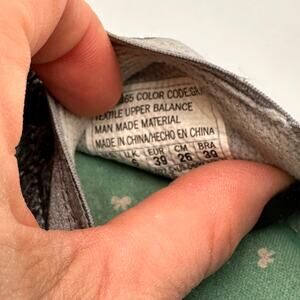 65 COLOR CODE:
TEXTILE UPPER BALANCE
MAN MADE MATERIAL
MADE IN CHINA/HECHO EN CHINA
U.K EUR CM BRA
39 26 39